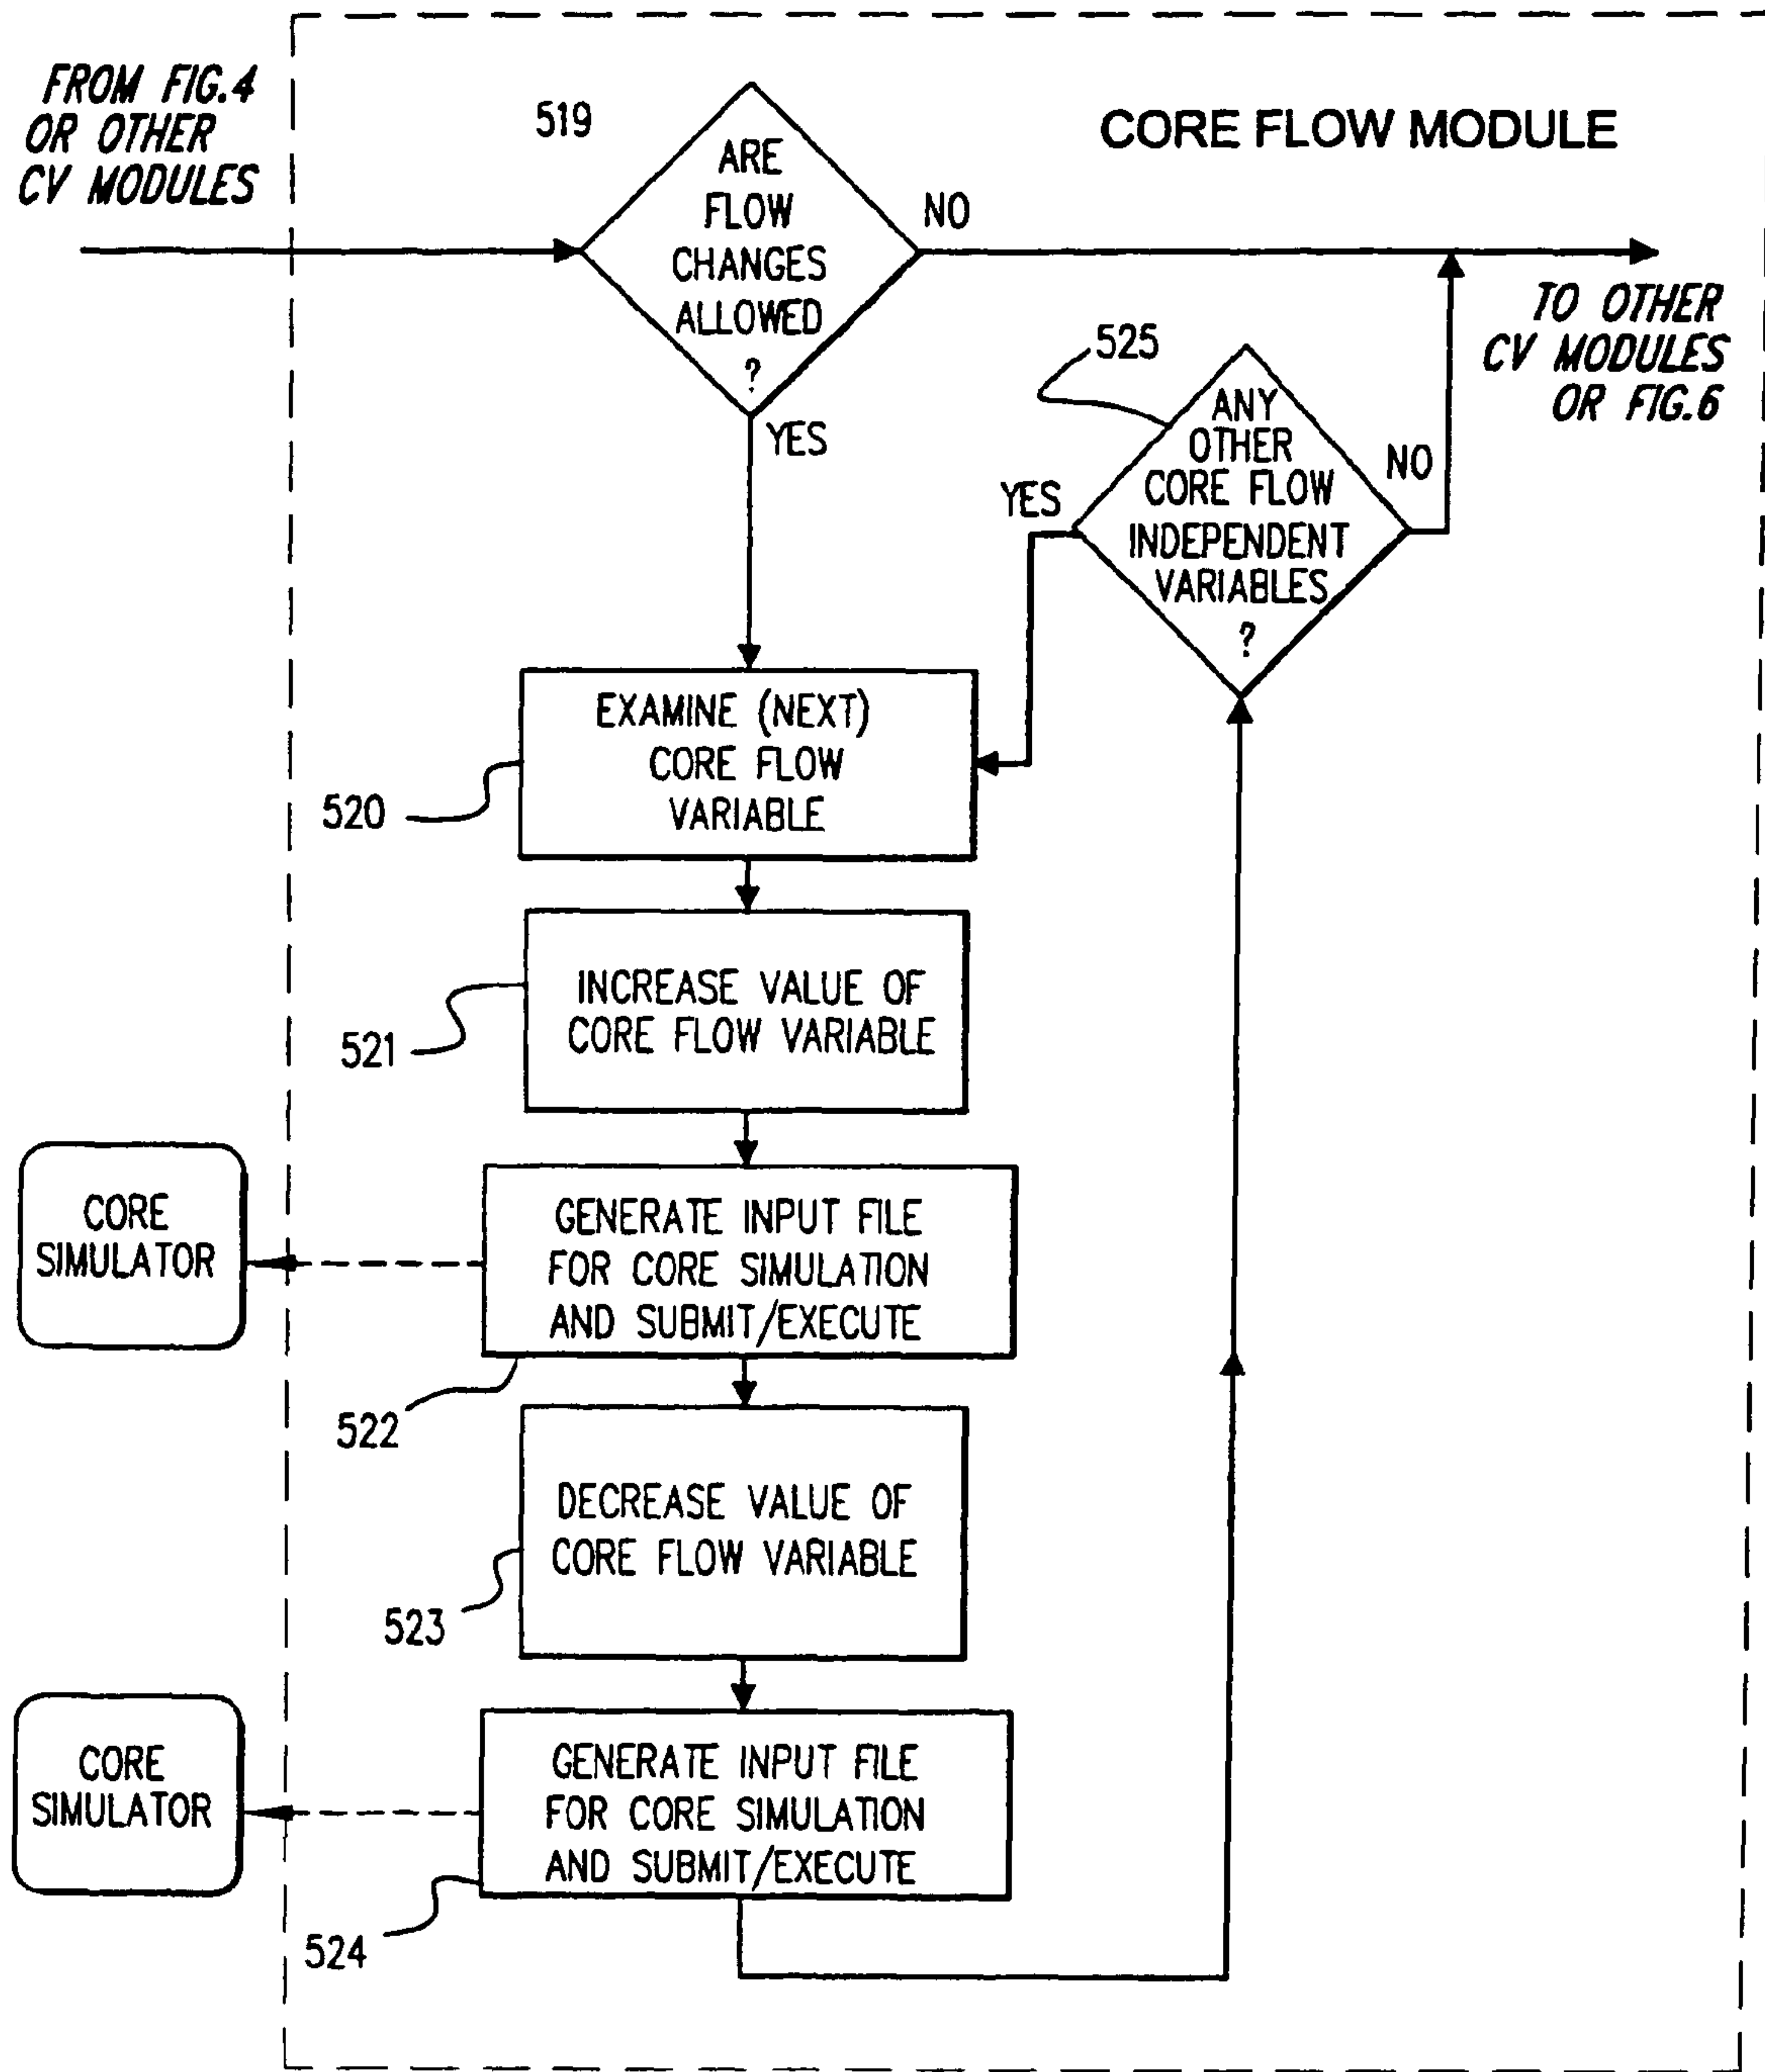 FROM FIG.4
OR OTHER
CV MODULES
519
ARE
FLOW
CHANGES
ALLOWED
?
CORE FLOW MODULE
NO
YES
TO OTHER
CV MODULES
OR FIG.6
525
ANY
OTHER
CORE FLOW
INDEPENDENT
VARIABLES
?
YES
NO
EXAMINE (NEXT)
CORE FLOW
VARIABLE
520
INCREASE VALUE OF
CORE FLOW VARIABLE
521
CORE
SIMULATOR
GENERATE INPUT FILE
FOR CORE SIMULATION
AND SUBMIT/EXECUTE
522
DECREASE VALUE OF
CORE FLOW VARIABLE
523
CORE
SIMULATOR
GENERATE INPUT FILE
FOR CORE SIMULATION
AND SUBMIT/EXECUTE
524